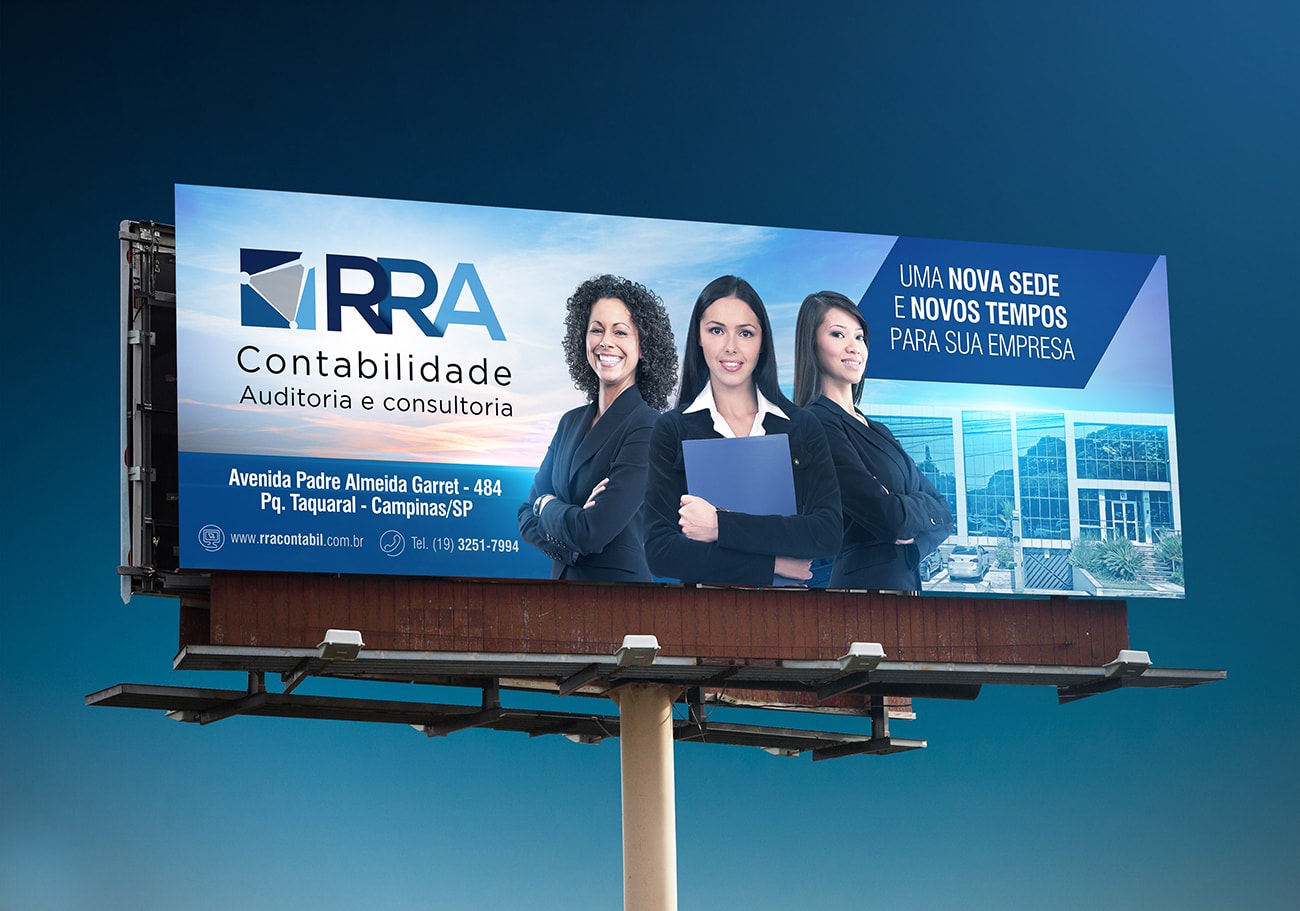 RRA
Contabilidade
Auditoria e consultoria
Avenida Padre Almeida Garret - 484
Pq. Taquaral - Campinas/SP
www.rracontabil.com.br Tel. (19) 3251-7994
UMA NOVA SEDE
E NOVOS TEMPOS
PARA SUA EMPRESA